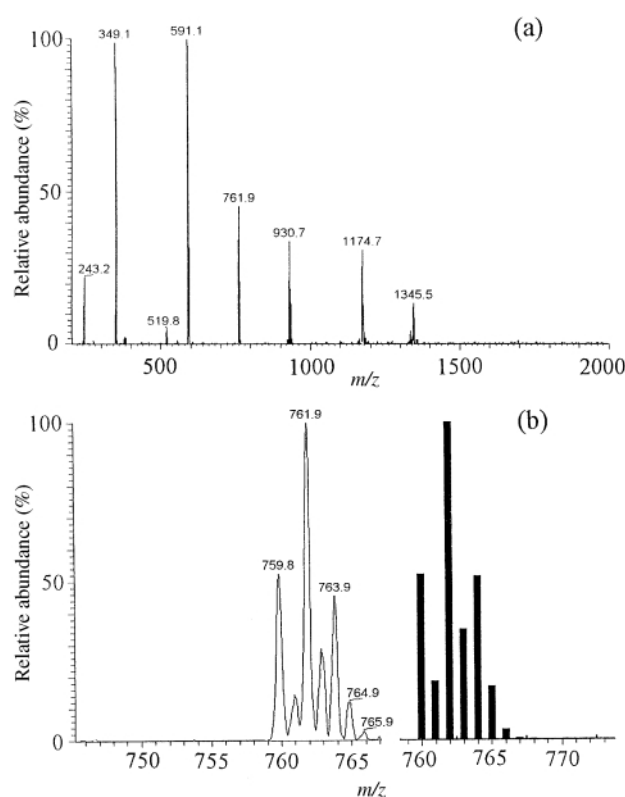 (a)
Relative abundance (%)
100
50
0
349.1
591.1
761.9
930.7
1174.7
1345.5
243.2
519.8
500 1000 1500 2000
m/z
(b)
Relative abundance (%)
100
50
0
761.9
759.8
763.9
764.9
765.9
750 755 760 765
760 765 770
m/z